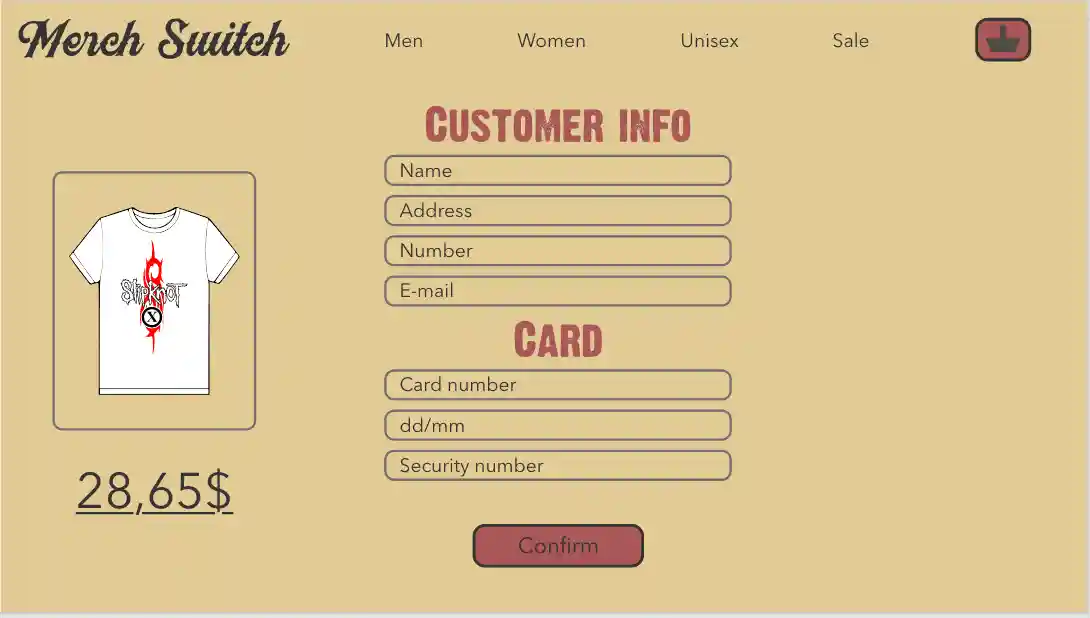 Merch Switch
Men Women Unisex Sale
Customer info
Name
Address
Number
E-mail
Slipknot
X
28,65$
Card
Card number
dd/mm
Security number
Confirm